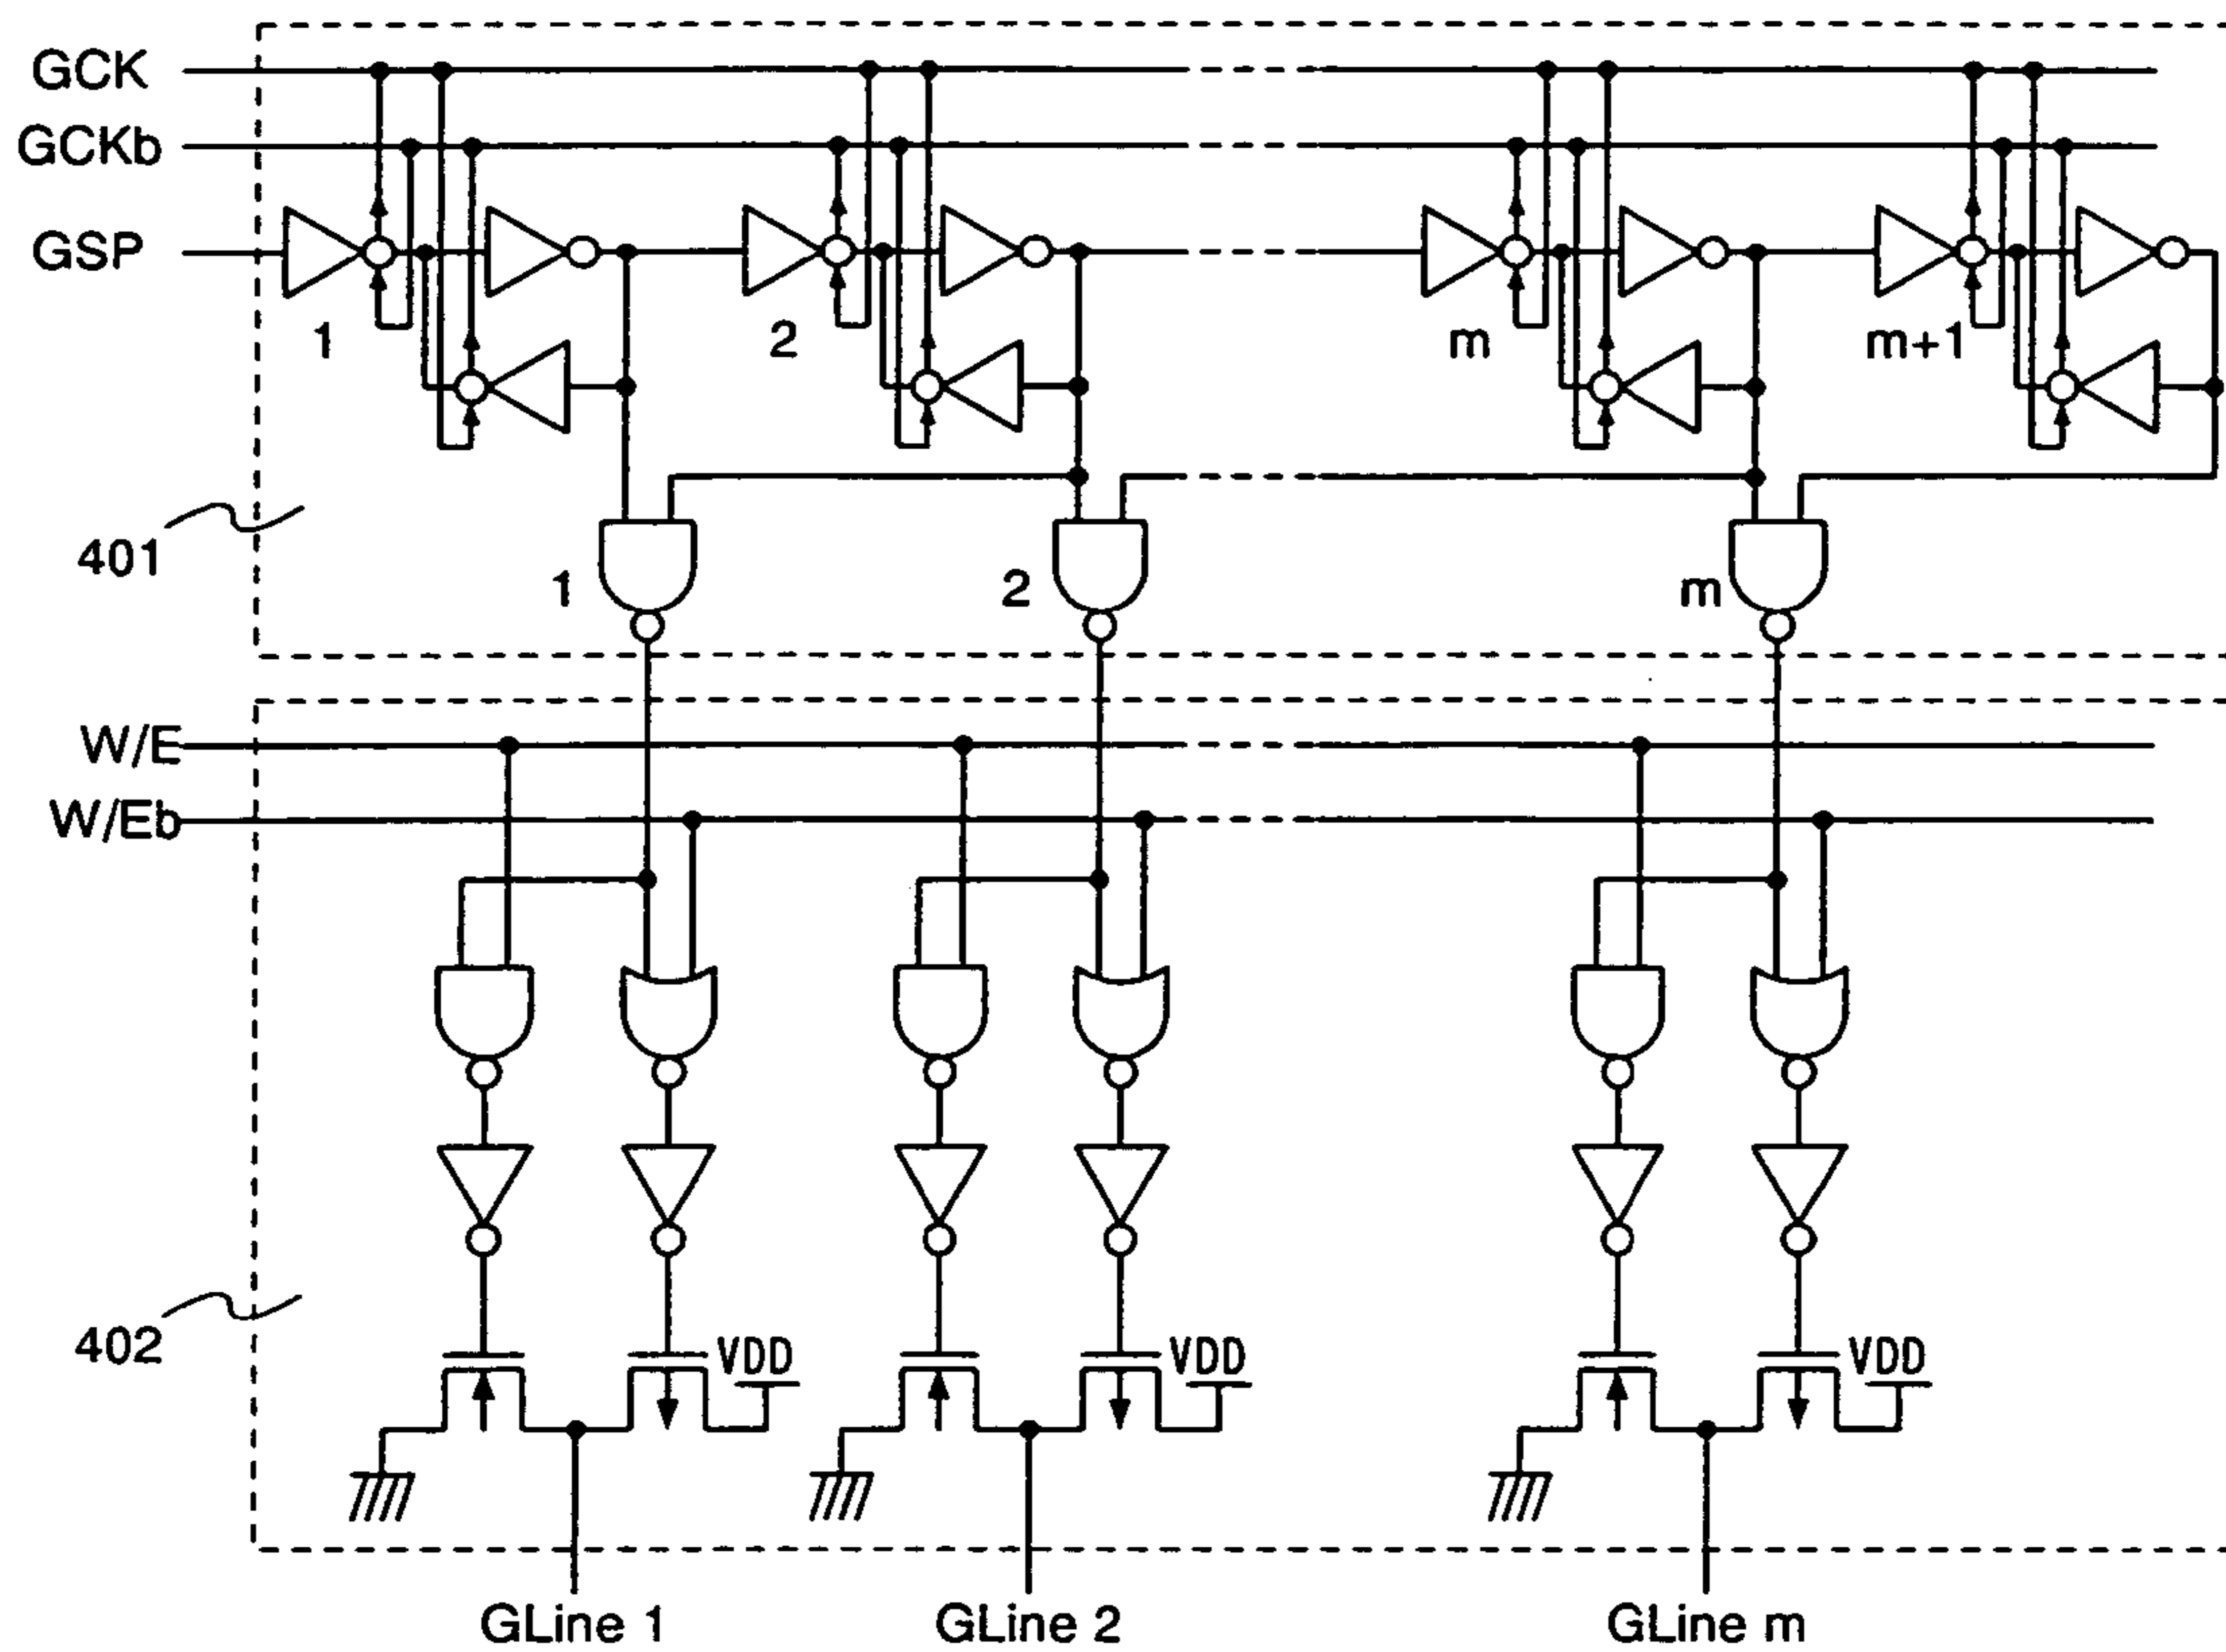 GCK
GCKb
GSP
1
2
m
m+1
401
1
2
m
W/E
W/Eb
402
VDD
VDD
VDD
GLine 1
GLine 2
GLine m